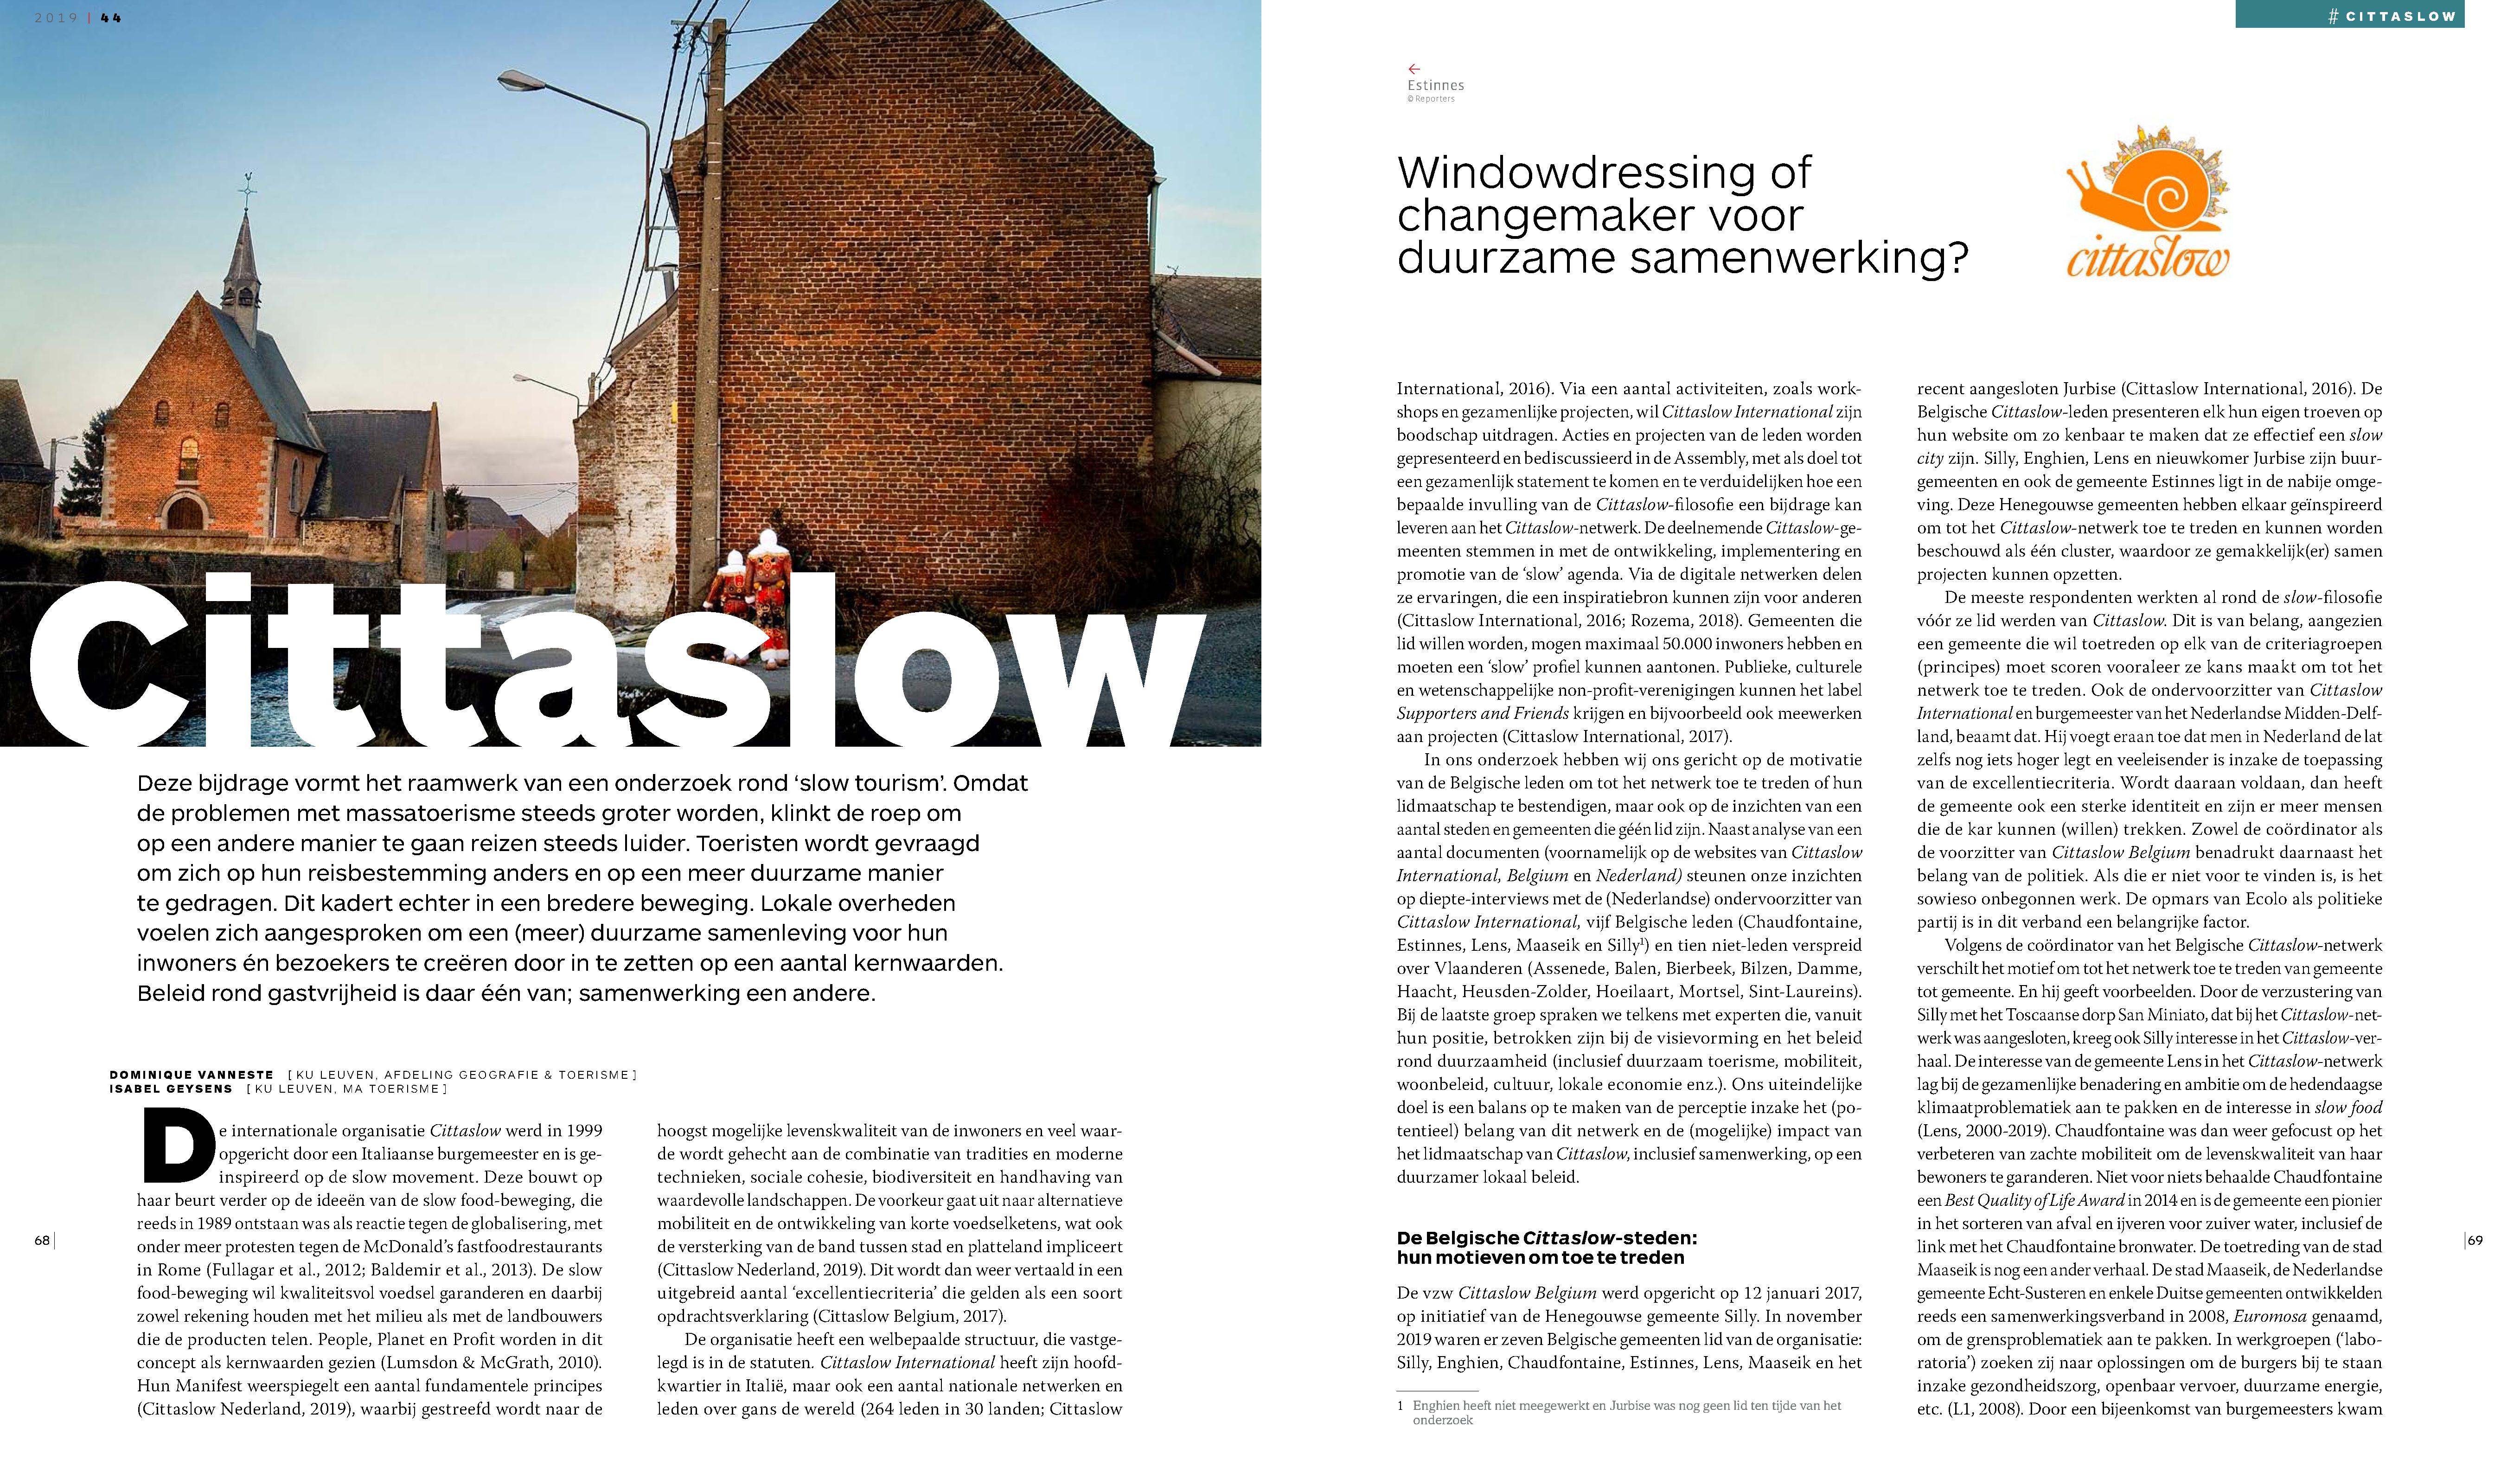 2019 | 44
Cittaslow
Deze bijdrage vormt het raamwerk van een onderzoek rond ‘slow tourism’. Omdat
de problemen met massatoerisme steeds groter worden, klinkt de roep om
op een andere manier te gaan reizen steeds luider. Toeristen wordt gevraagd
om zich op hun reisbestemming anders en op een meer duurzame manier
te gedragen. Dit kadert echter in een bredere beweging. Lokale overheden
voelen zich aangesproken om een (meer) duurzame samenleving voor hun
inwoners én bezoekers te creëren door in te zetten op een aantal kernwaarden.
Beleid rond gastvrijheid is daar één van; samenwerking een andere.
DOMINIQUE VANNESTE [ KU LEUVEN, AFDELING GEOGRAFIE & TOERISME ]
ISABEL GEYSENS [ KU LEUVEN, MA TOERISME ]
De internationale organisatie Cittaslow werd in 1999
opgericht door een Italiaanse burgemeester en is ge-
inspireerd op de slow movement. Deze bouwt op
haar beurt verder op de ideeën van de slow food-beweging, die
reeds in 1989 ontstaan was als reactie tegen de globalisering, met
onder meer protesten tegen de McDonald’s fastfoodrestaurants
in Rome (Fullagar et al., 2012; Baldemir et al., 2013). De slow
food-beweging wil kwaliteitsvol voedsel garanderen en daarbij
zowel rekening houden met het milieu als met de landbouwers
die de producten telen. People, Planet en Profit worden in dit
concept als kernwaarden gezien (Lumsdon & McGrath, 2010).
Hun Manifest weerspiegelt een aantal fundamentele principes
(Cittaslow Nederland, 2019), waarbij gestreefd wordt naar de
hoogst mogelijke levenskwaliteit van de inwoners en veel waar-
de wordt gehecht aan de combinatie van tradities en moderne
technieken, sociale cohesie, biodiversiteit en handhaving van
waardevolle landschappen. De voorkeur gaat uit naar alternatieve
mobiliteit en de ontwikkeling van korte voedselketens, wat ook
de versterking van de band tussen stad en platteland impliceert
(Cittaslow Nederland, 2019). Dit wordt dan weer vertaald in een
uitgebreid aantal ‘excellentiecriteria’ die gelden als een soort
opdrachtsverklaring (Cittaslow Belgium, 2017).
De organisatie heeft een welbepaalde structuur, die vastge-
legd is in de statuten. Cittaslow International heeft zijn hoofd-
kwartier in Italië, maar ook een aantal nationale netwerken en
leden over gans de wereld (264 leden in 30 landen; Cittaslow
68
# CITTASLOW
←
Estinnes
© Reporters
Windowdressing of
changemaker voor
duurzame samenwerking?
cittaslow
International, 2016). Via een aantal activiteiten, zoals work-
shops en gezamenlijke projecten, wil Cittaslow International zijn
boodschap uitdragen. Acties en projecten van de leden worden
gepresenteerd en bediscussieerd in de Assembly, met als doel tot
een gezamenlijk statement te komen en te verduidelijken hoe een
bepaalde invulling van de Cittaslow-filosofie een bijdrage kan
leveren aan het Cittaslow-netwerk. De deelnemende Cittaslow-ge-
meenten stemmen in met de ontwikkeling, implementering en
promotie van de ‘slow’ agenda. Via de digitale netwerken delen
ze ervaringen, die een inspiratiebron kunnen zijn voor anderen
(Cittaslow International, 2016; Rozema, 2018). Gemeenten die
lid willen worden, mogen maximaal 50.000 inwoners hebben en
moeten een ‘slow’ profiel kunnen aantonen. Publieke, culturele
en wetenschappelijke non-profit-verenigingen kunnen het label
Supporters and Friends krijgen en bijvoorbeeld ook meewerken
aan projecten (Cittaslow International, 2017).
In ons onderzoek hebben wij ons gericht op de motivatie
van de Belgische leden om tot het netwerk toe te treden of hun
lidmaatschap te bestendigen, maar ook op de inzichten van een
aantal steden en gemeenten die géén lid zijn. Naast analyse van een
aantal documenten (voornamelijk op de websites van Cittaslow
International, Belgium en Nederland) steunen onze inzichten
op diepte-interviews met de (Nederlandse) ondervoorzitter van
Cittaslow International, vijf Belgische leden (Chaudfontaine,
Estinnes, Lens, Maaseik en Silly1) en tien niet-leden verspreid
over Vlaanderen (Assenede, Balen, Bierbeek, Bilzen, Damme,
Haacht, Heusden-Zolder, Hoeilaart, Mortsel, Sint-Laureins).
Bij de laatste groep spraken we telkens met experten die, vanuit
hun positie, betrokken zijn bij de visievorming en het beleid
rond duurzaamheid (inclusief duurzaam toerisme, mobiliteit,
woonbeleid, cultuur, lokale economie enz.). Ons uiteindelijke
doel is een balans op te maken van de perceptie inzake het (po-
tentieel) belang van dit netwerk en de (mogelijke) impact van
het lidmaatschap van Cittaslow, inclusief samenwerking, op een
duurzamer lokaal beleid.
De Belgische Cittaslow-steden:
hun motieven om toe te treden
De vzw Cittaslow Belgium werd opgericht op 12 januari 2017,
op initiatief van de Henegouwse gemeente Silly. In november
2019 waren er zeven Belgische gemeenten lid van de organisatie:
Silly, Enghien, Chaudfontaine, Estinnes, Lens, Maaseik en het
1 Enghien heeft niet meegewerkt en Jurbise was nog geen lid ten tijde van het
onderzoek
recent aangesloten Jurbise (Cittaslow International, 2016). De
Belgische Cittaslow-leden presenteren elk hun eigen troeven op
hun website om zo kenbaar te maken dat ze effectief een slow
city zijn. Silly, Enghien, Lens en nieuwkomer Jurbise zijn buur-
gemeenten en ook de gemeente Estinnes ligt in de nabije omge-
ving. Deze Henegouwse gemeenten hebben elkaar geïnspireerd
om tot het Cittaslow-netwerk toe te treden en kunnen worden
beschouwd als één cluster, waardoor ze gemakkelijk(er) samen
projecten kunnen opzetten.
De meeste respondenten werkten al rond de slow-filosofie
vóór ze lid werden van Cittaslow. Dit is van belang, aangezien
een gemeente die wil toetreden op elk van de criteriagroepen
(principes) moet scoren vooraleer ze kans maakt om tot het
netwerk toe te treden. Ook de ondervoorzitter van Cittaslow
International en burgemeester van het Nederlandse Midden-Delf-
land, beaamt dat. Hij voegt eraan toe dat men in Nederland de lat
zelfs nog iets hoger legt en veeleisender is inzake de toepassing
van de excellentiecriteria. Wordt daaraan voldaan, dan heeft
de gemeente ook een sterke identiteit en zijn er meer mensen
die de kar kunnen (willen) trekken. Zowel de coördinator als
de voorzitter van Cittaslow Belgium benadrukt daarnaast het
belang van de politiek. Als die er niet voor te vinden is, is het
sowieso onbegonnen werk. De opmars van Ecolo als politieke
partij is in dit verband een belangrijke factor.
Volgens de coördinator van het Belgische Cittaslow-netwerk
verschilt het motief om tot het netwerk toe te treden van gemeente
tot gemeente. En hij geeft voorbeelden. Door de verzustering van
Silly met het Toscaanse dorp San Miniato, dat bij het Cittaslow-net-
werk was aangesloten, kreeg ook Silly interesse in het Cittaslow-ver-
haal. De interesse van de gemeente Lens in het Cittaslow-netwerk
lag bij de gezamenlijke benadering en ambitie om de hedendaagse
klimaatproblematiek aan te pakken en de interesse in slow food
(Lens, 2000-2019). Chaudfontaine was dan weer gefocust op het
verbeteren van zachte mobiliteit om de levenskwaliteit van haar
bewoners te garanderen. Niet voor niets behaalde Chaudfontaine
een Best Quality of Life Award in 2014 en is de gemeente een pionier
in het sorteren van afval en ijveren voor zuiver water, inclusief de
link met het Chaudfontaine bronwater. De toetreding van de stad
Maaseik is nog een ander verhaal. De stad Maaseik, de Nederlandse
gemeente Echt-Susteren en enkele Duitse gemeenten ontwikkelden
reeds een samenwerkingsverband in 2008, Euromosa genaamd,
om de grensproblematiek aan te pakken. In werkgroepen (‘labo-
ratoria’) zoeken zij naar oplossingen om de burgers bij te staan
inzake gezondheidszorg, openbaar vervoer, duurzame energie,
etc. (L1, 2008). Door een bijeenkomst van burgemeesters kwam
69